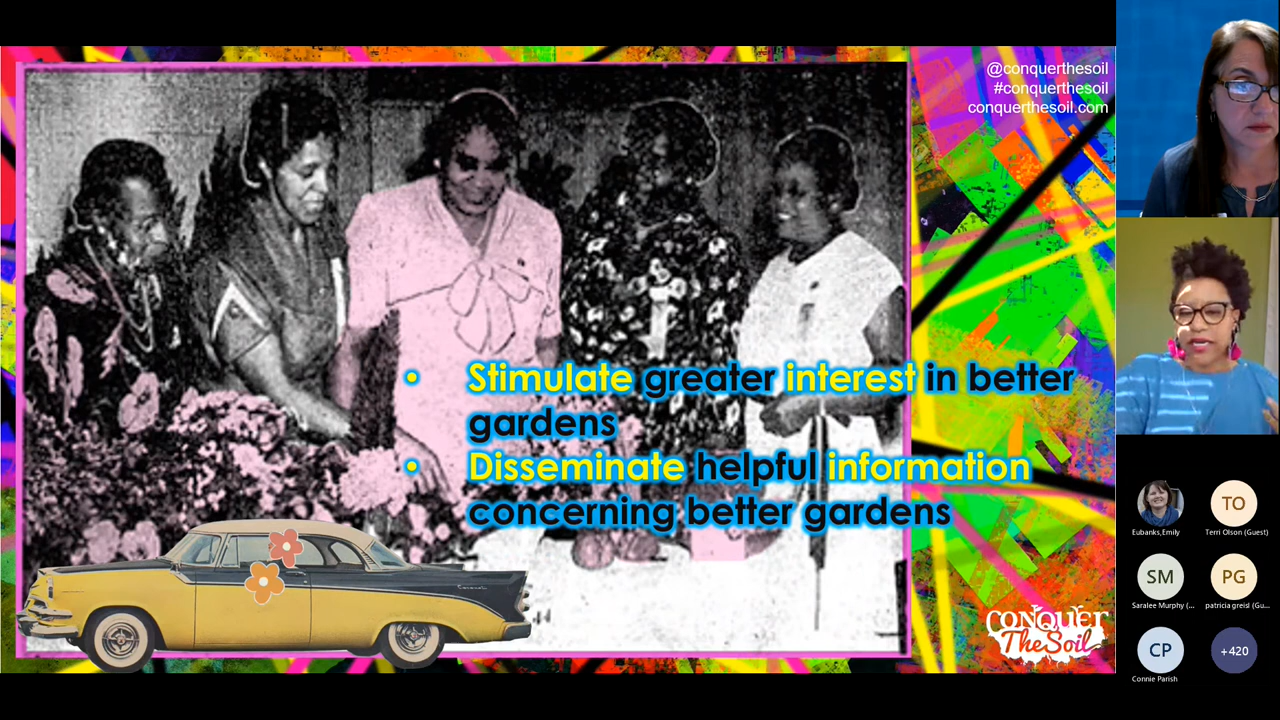 @conquerthesoil
#conquerthesoil
conquerthesoil.com
• Stimulate greater interest in better
gardens
• Disseminate helpful information
concerning better gardens
CONQUER
The Soil
Eubanks,Emily
Terri Olson (Guest)
TO
SM
PG
Saralee Murphy (...
patricia greisl (Gu...
CP
+420
Connie Parish